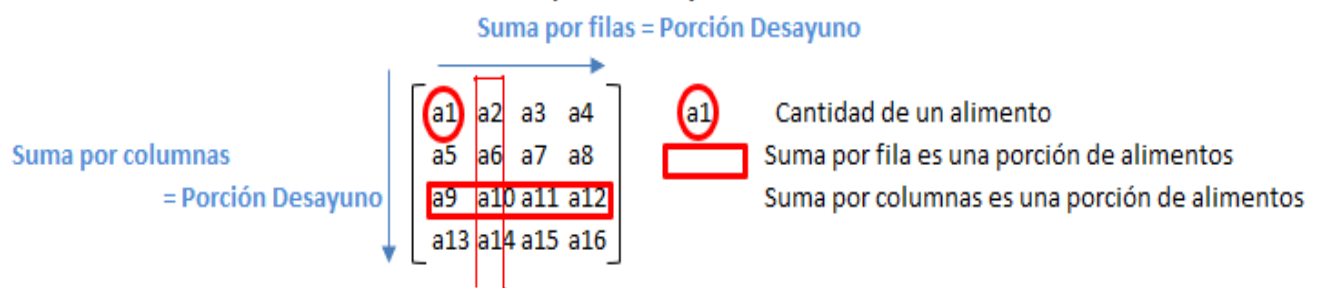 Suma por filas = Porción Desayuno
a1 a2 a3 a4
a1 Cantidad de un alimento
Suma por columnas
= Porción Desayuno
a5 a6 a7 a8
Suma por fila es una porción de alimentos
a9 a10 a11 a12
Suma por columnas es una porción de alimentos
a13 a14 a15 a16